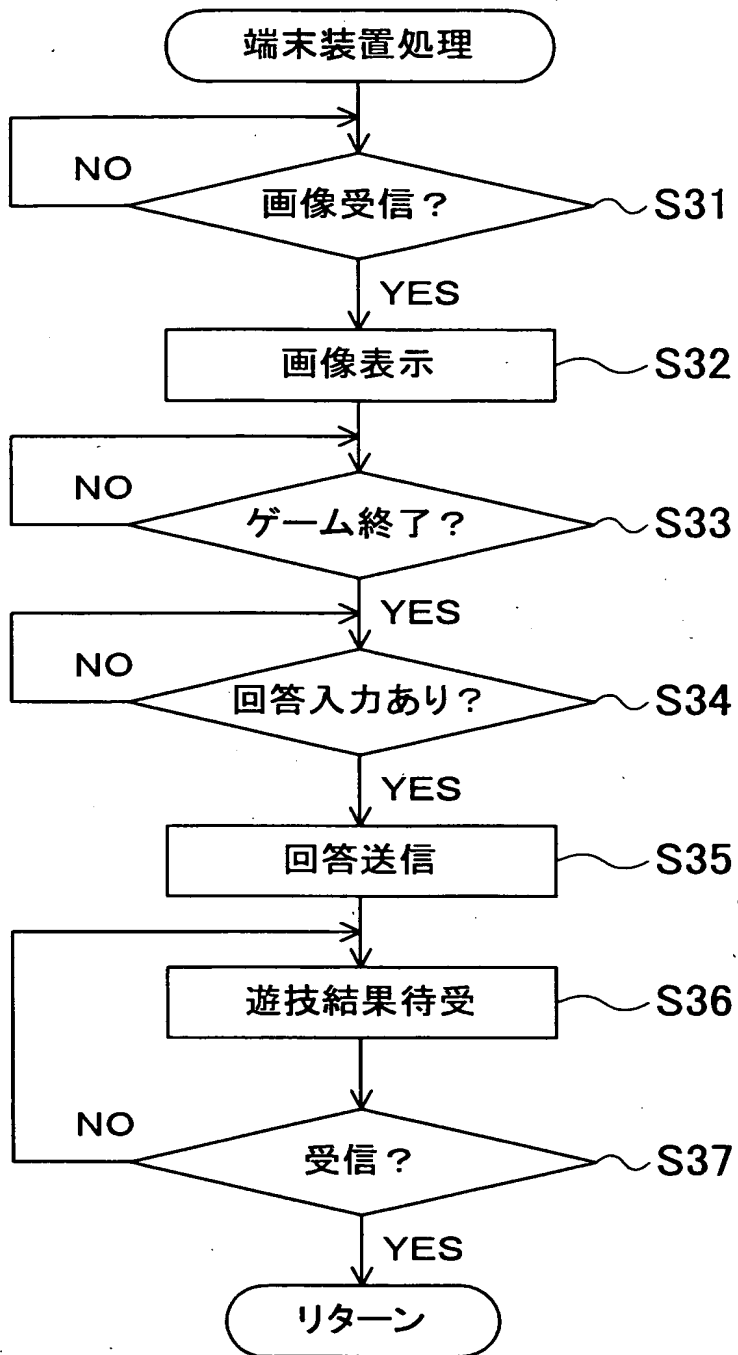 端末装置処理
NO
画像受信？
S31
YES
画像表示
S32
NO
ゲーム終了？
S33
YES
NO
回答入力あり？
S34
YES
回答送信
S35
遊技結果待受
S36
NO
受信？
S37
YES
リターン